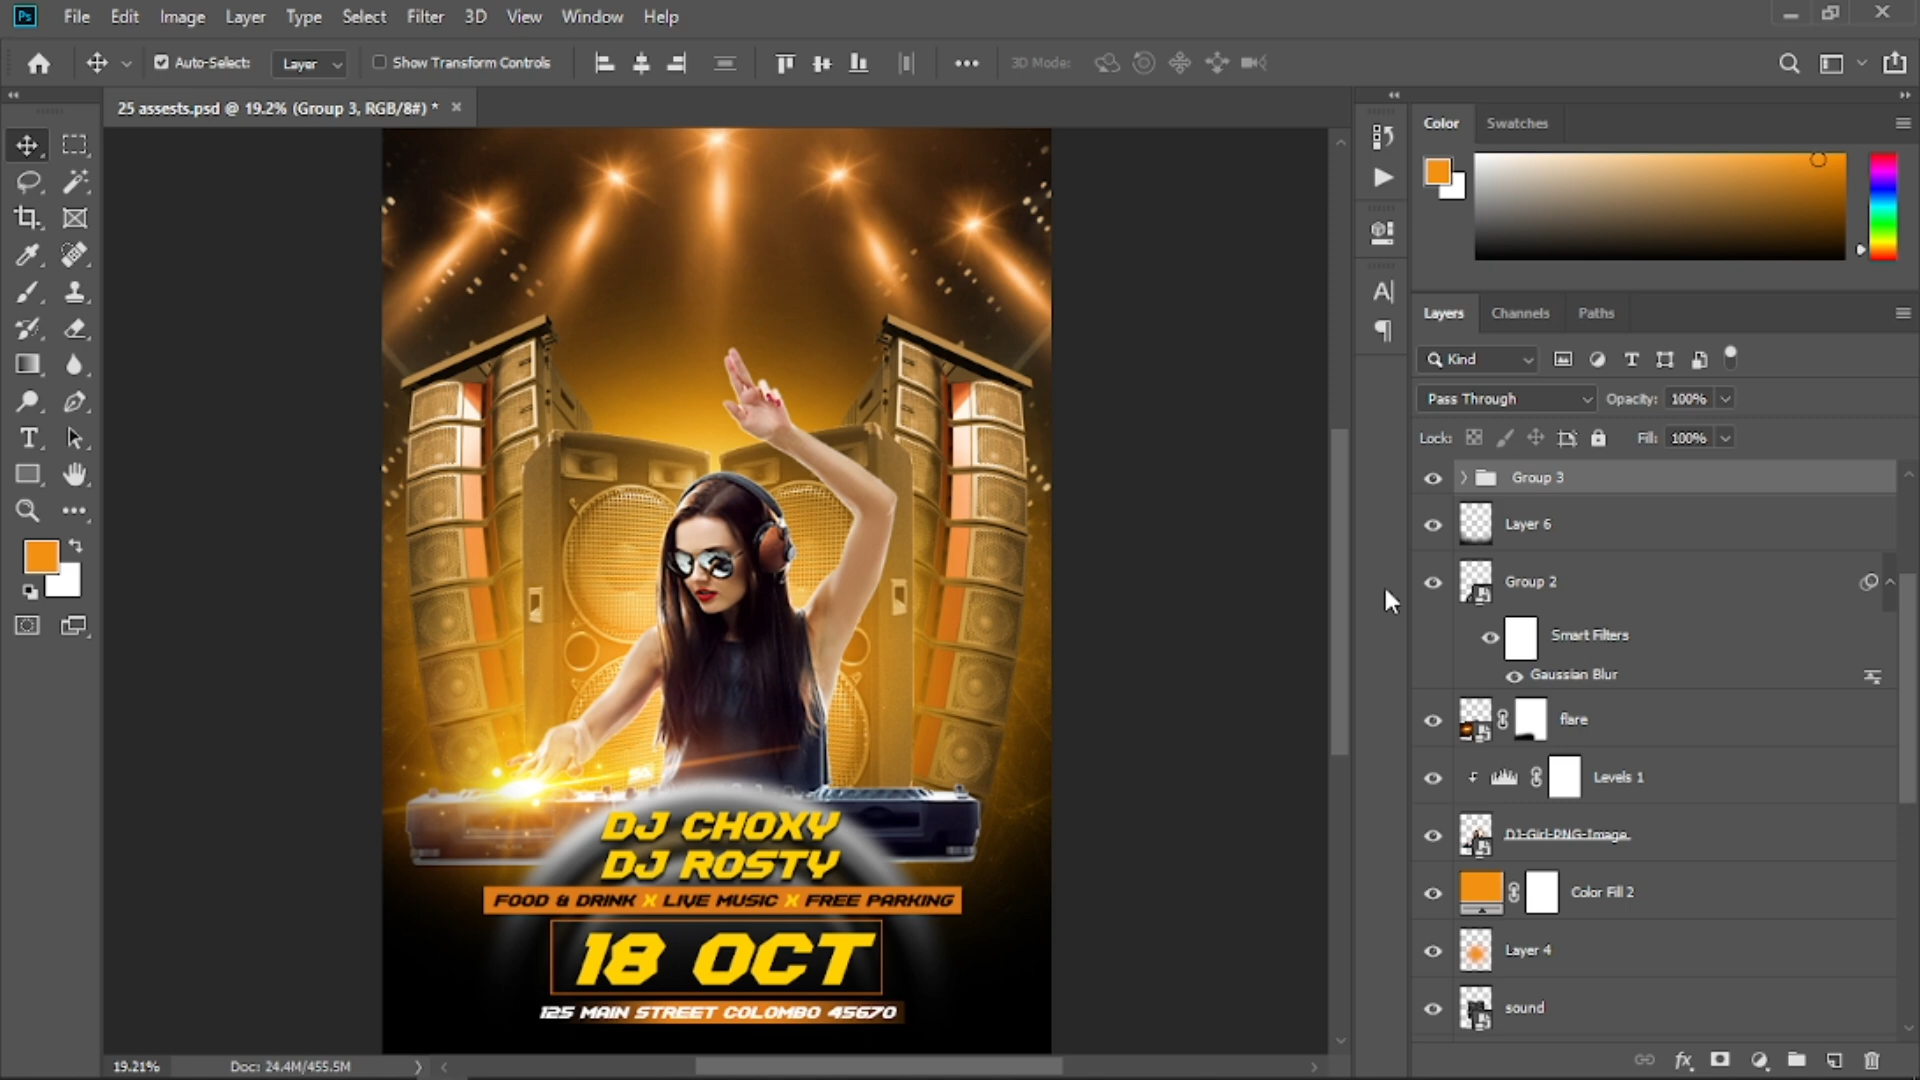 Ps File Edit Image Layer Type Select Filter 3D View Window Help
Auto-Select: Layer Show Transform Controls 3D Mode:
25 assests.psd @ 19.2% (Group 3, RGB/8#) *
Color Swatches
Layers Channels Paths
Kind
Pass Through Opacity: 100%
Lock: Fill: 100%
Group 3
Layer 6
Group 2
Smart Filters
Gaussian Blur
flare
Levels 1
DJ-Girl-PNG-Image.
Color Fill 2
Layer 4
sound
DJ CHOXY
DJ ROSTY
FOOD & DRINK X LIVE MUSIC X FREE PARKING
18 OCT
125 MAIN STREET COLOMBO 45670
19.21% Doc: 24.4M/455.5M
fx